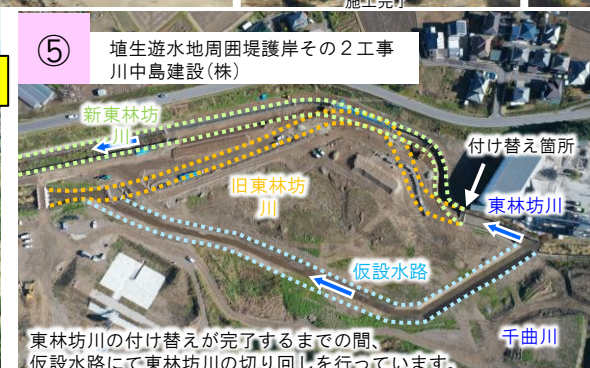 施工完了
⑤
埴生遊水地周囲堤護岸その２工事
川中島建設(株)
新東林坊
川
付け替え箇所
旧東林坊
川
東林坊川
仮設水路
千曲川
東林坊川の付け替えが完了するまでの間、
仮設水路にて東林坊川の切り回しを行っています。